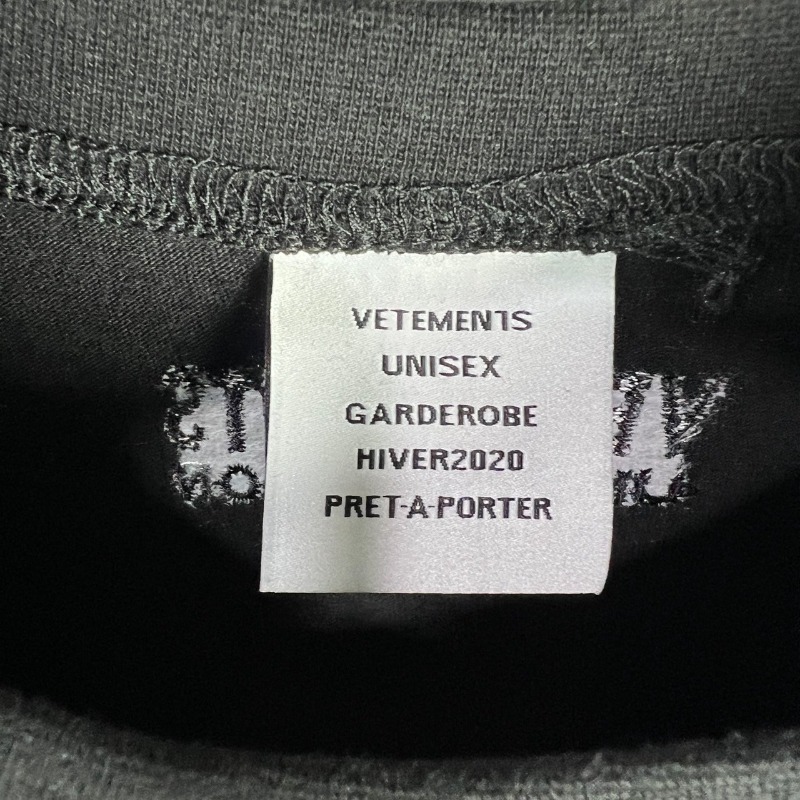 VETEMENTS
UNISEX
GARDEROBE
HIVER2020
PRET-A-PORTER